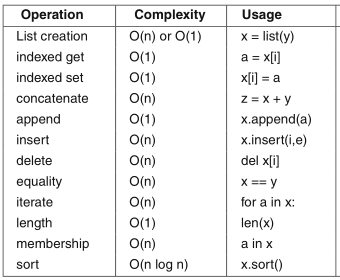 Operation Complexity Usage
List creation O(n) or O(1) x = list(y)
indexed get O(1) a = x[i]
indexed set O(1) x[i] = a
concatenate O(n) z = x + y
append O(1) x.append(a)
insert O(n) x.insert(i,e)
delete O(n) del x[i]
equality O(n) x == y
iterate O(n) for a in x:
length O(1) len(x)
membership O(n) a in x
sort O(n log n) x.sort()